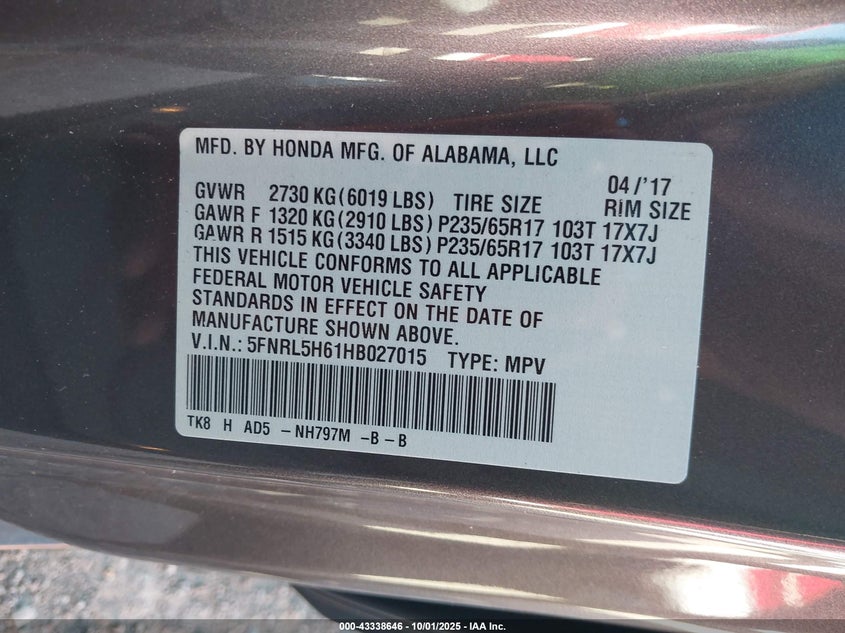 MFD. BY HONDA MFG. OF ALABAMA, LLC
04/'17
GVWR 2730 KG(6019 LBS) TIRE SIZE RIM SIZE
GAWR F 1320 KG(2910 LBS) P235/65R17 103T 17X7J
GAWR R 1515 KG(3340 LBS) P235/65R17 103T 17X7J
THIS VEHICLE CONFORMS TO ALL APPLICABLE
FEDERAL MOTOR VEHICLE SAFETY
STANDARDS IN EFFECT ON THE DATE OF
MANUFACTURE SHOWN ABOVE.
V.I.N.: 5FNRL5H61HB027015 TYPE: MPV
TK8 H AD5 -NH797M -B-B
000-43338646 - 10/01/2025 - IAA Inc.